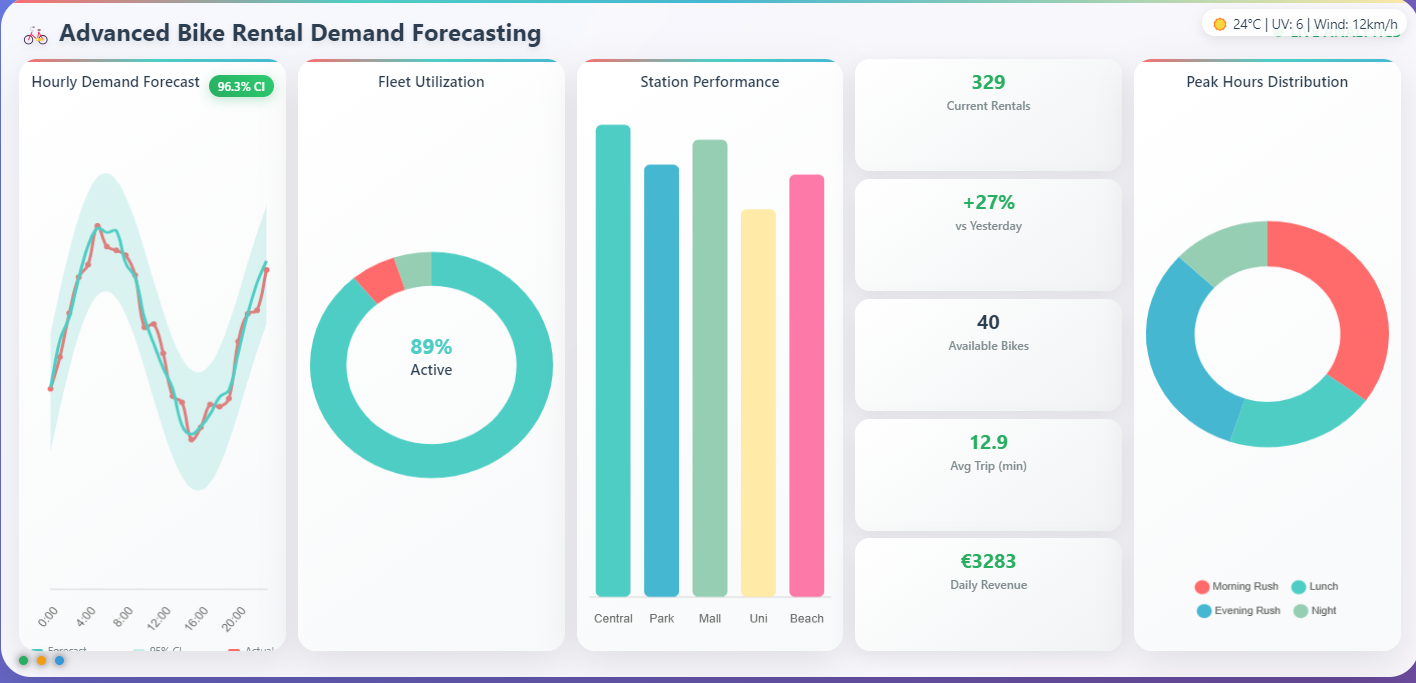 Advanced Bike Rental Demand Forecasting
24°C | UV: 6 | Wind: 12km/h
Hourly Demand Forecast
96.3% CI
0:00
4:00
8:00
12:00
16:00
20:00
Forecast
95% CI
Actual
Fleet Utilization
89%
Active
Station Performance
Central
Park
Mall
Uni
Beach
329
Current Rentals
+27%
vs Yesterday
40
Available Bikes
12.9
Avg Trip (min)
€3283
Daily Revenue
Peak Hours Distribution
Morning Rush
Lunch
Evening Rush
Night